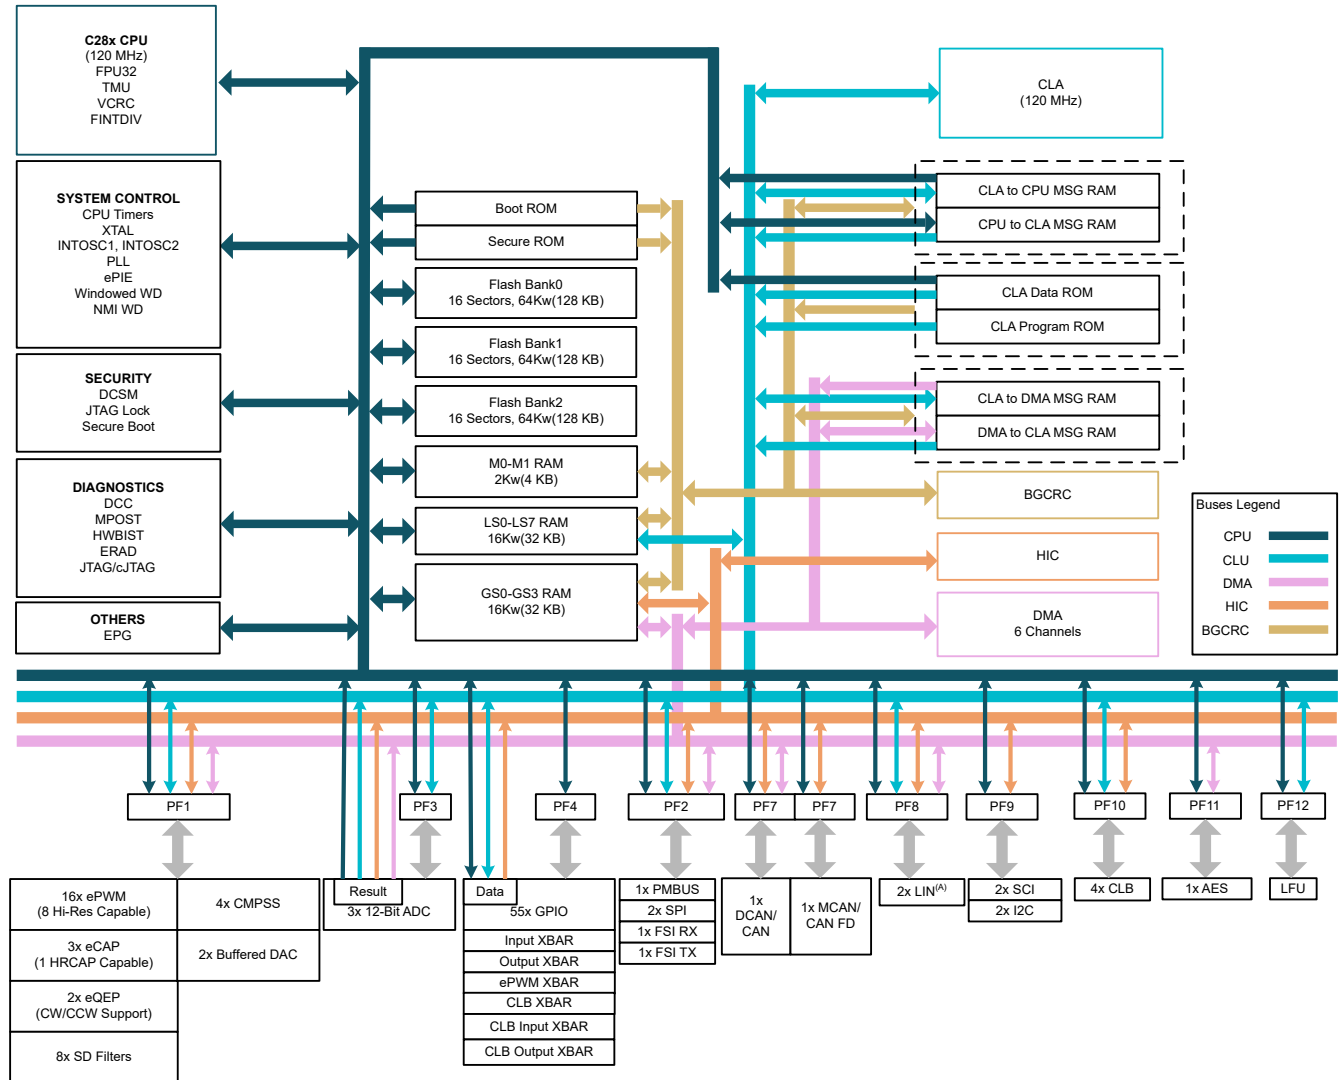 C28x CPU
(120 MHz)
FPU32
TMU
VCRC
FINTDIV
SYSTEM CONTROL
CPU Timers
XTAL
INTOSC1, INTOSC2
PLL
ePIE
Windowed WD
NMI WD
SECURITY
DCSM
JTAG Lock
Secure Boot
DIAGNOSTICS
DCC
MPOST
HWBIST
ERAD
JTAG/cJTAG
OTHERS
EPG
Boot ROM
Secure ROM
Flash Bank0
16 Sectors, 64Kw(128 KB)
Flash Bank1
16 Sectors, 64Kw(128 KB)
Flash Bank2
16 Sectors, 64Kw(128 KB)
M0-M1 RAM
2Kw(4 KB)
LS0-LS7 RAM
16Kw(32 KB)
GS0-GS3 RAM
16Kw(32 KB)
CLA
(120 MHz)
CLA to CPU MSG RAM
CPU to CLA MSG RAM
CLA Data ROM
CLA Program ROM
CLA to DMA MSG RAM
DMA to CLA MSG RAM
BGCRC
HIC
DMA
6 Channels
Buses Legend
CPU
CLU
DMA
HIC
BGCRC
PF1
PF3
PF4
PF2
PF7
PF7
PF8
PF9
PF10
PF11
PF12
16x ePWM
(8 Hi-Res Capable)
4x CMPSS
3x eCAP
(1 HRCAP Capable)
2x Buffered DAC
2x eQEP
(CW/CCW Support)
8x SD Filters
Result
3x 12-Bit ADC
Data
55x GPIO
Input XBAR
Output XBAR
ePWM XBAR
CLB XBAR
CLB Input XBAR
CLB Output XBAR
1x PMBUS
2x SPI
1x FSI RX
1x FSI TX
1x
DCAN/
CAN
1x MCAN/
CAN FD
2x LIN(A)
2x SCI
2x I2C
4x CLB
1x AES
LFU